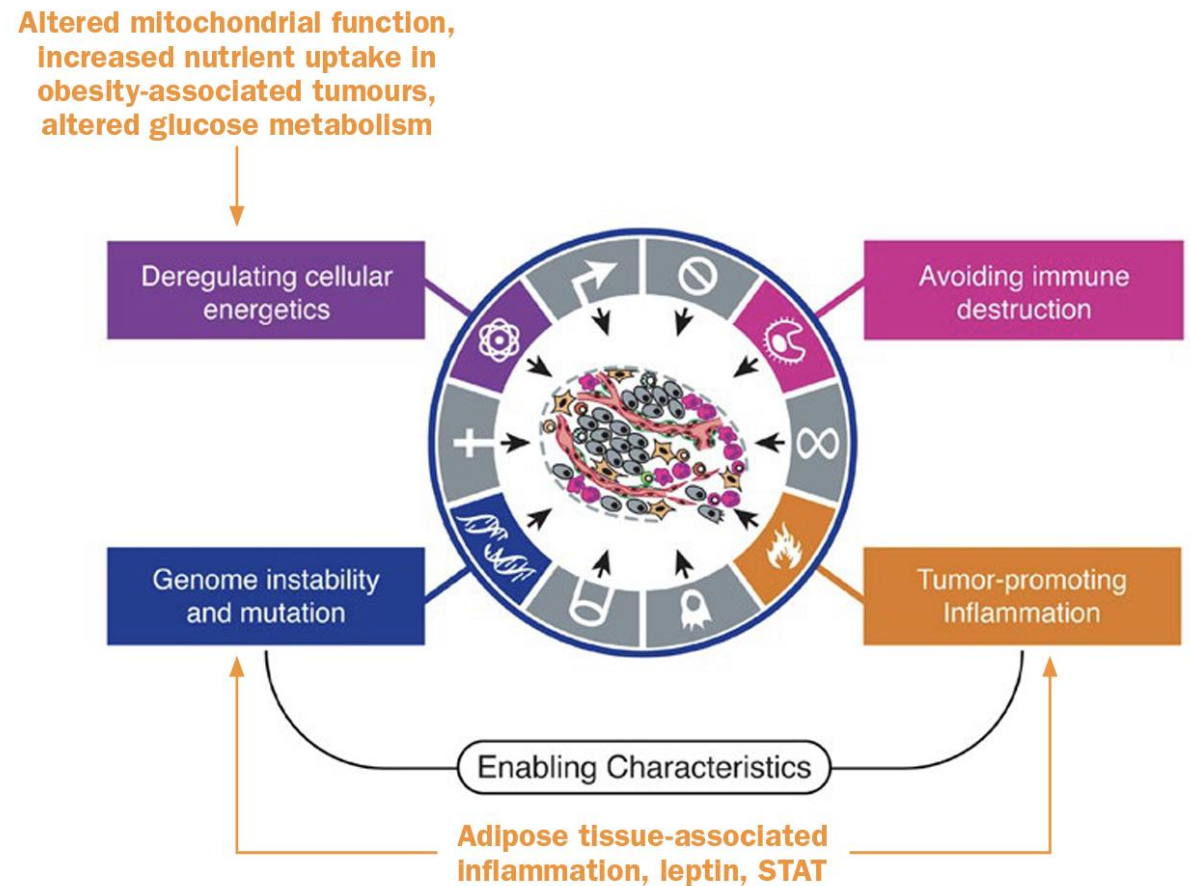 Altered mitochondrial function,
increased nutrient uptake in
obesity-associated tumours,
altered glucose metabolism
Deregulating cellular
energetics
Avoiding immune
destruction
Genome instability
and mutation
Tumor-promoting
Inflammation
Enabling Characteristics
Adipose tissue-associated
inflammation, leptin, STAT